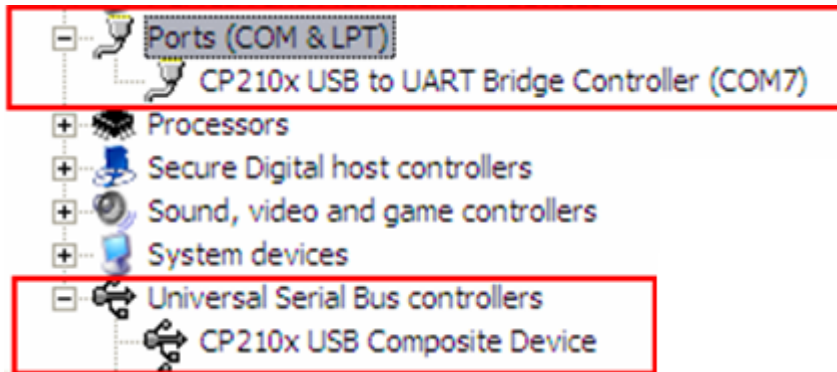 Ports (COM & LPT)
CP210x USB to UART Bridge Controller (COM7)
Processors
Secure Digital host controllers
Sound, video and game controllers
System devices
Universal Serial Bus controllers
CP210x USB Composite Device